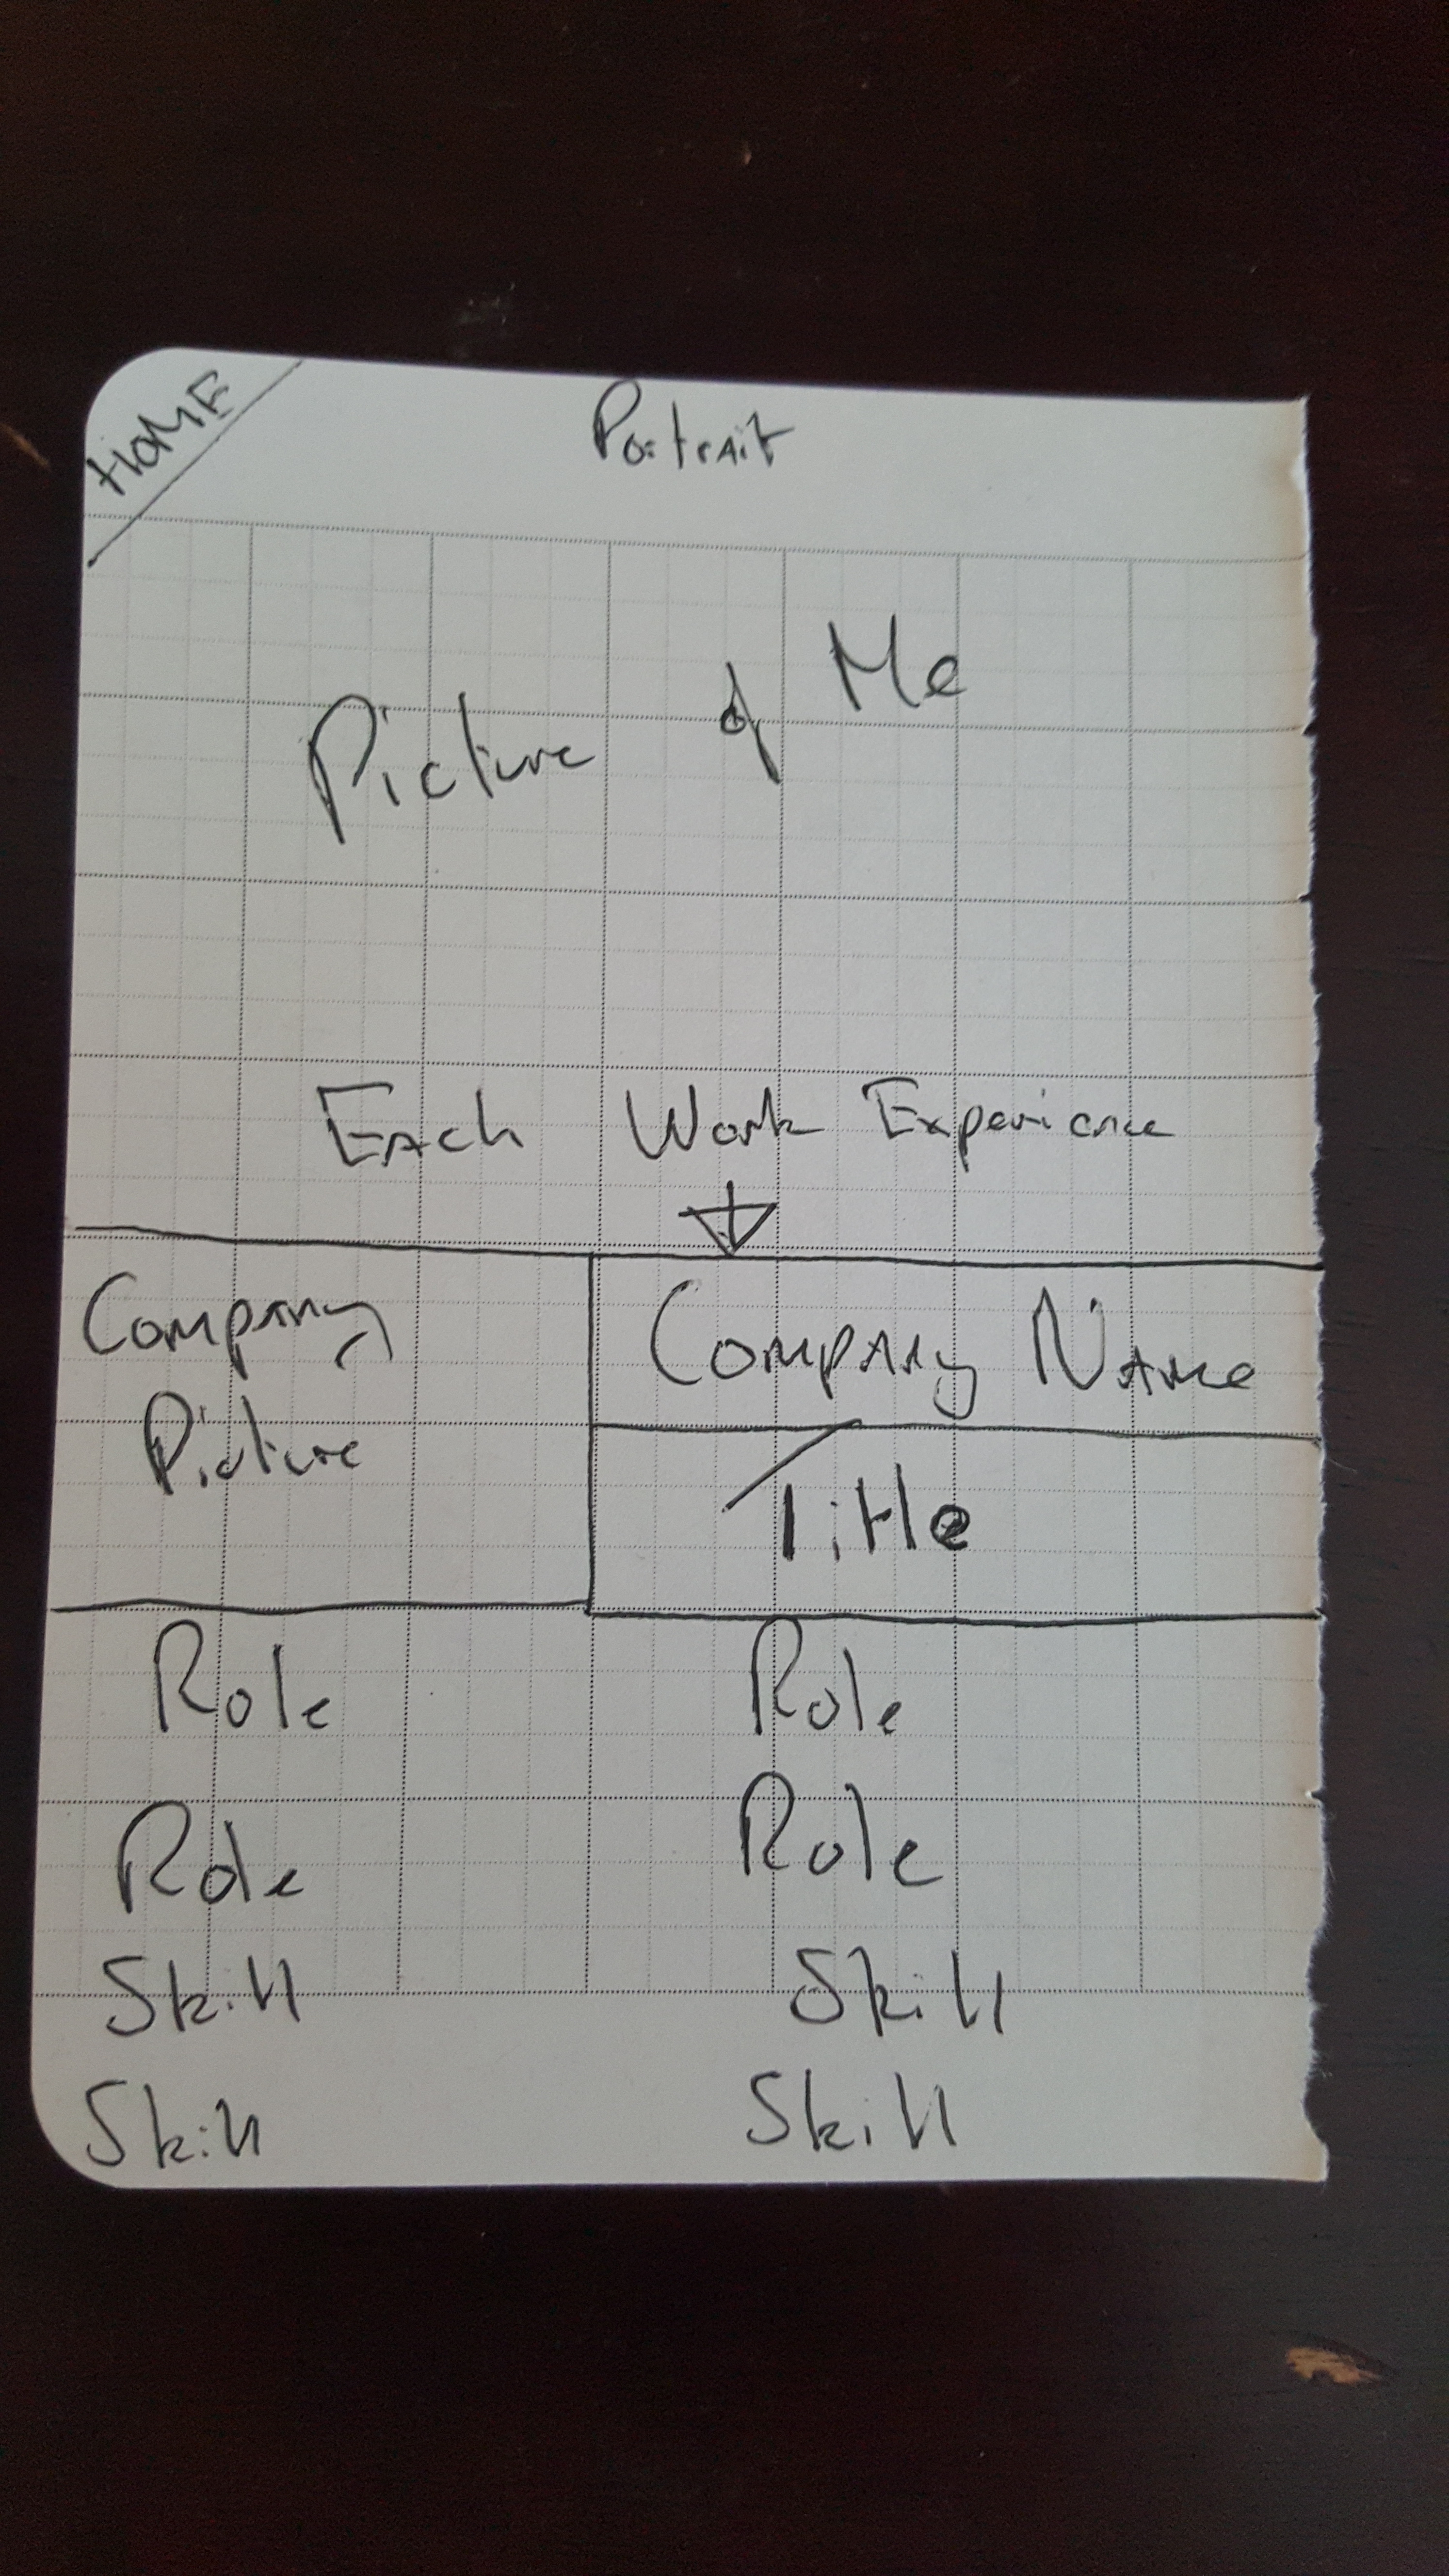 HOME
Portrait
Picture of Me
Each Work Experience
Company
Picture
Company Name
Title
Role Role
Role Role
Skill Skill
Skill Skill